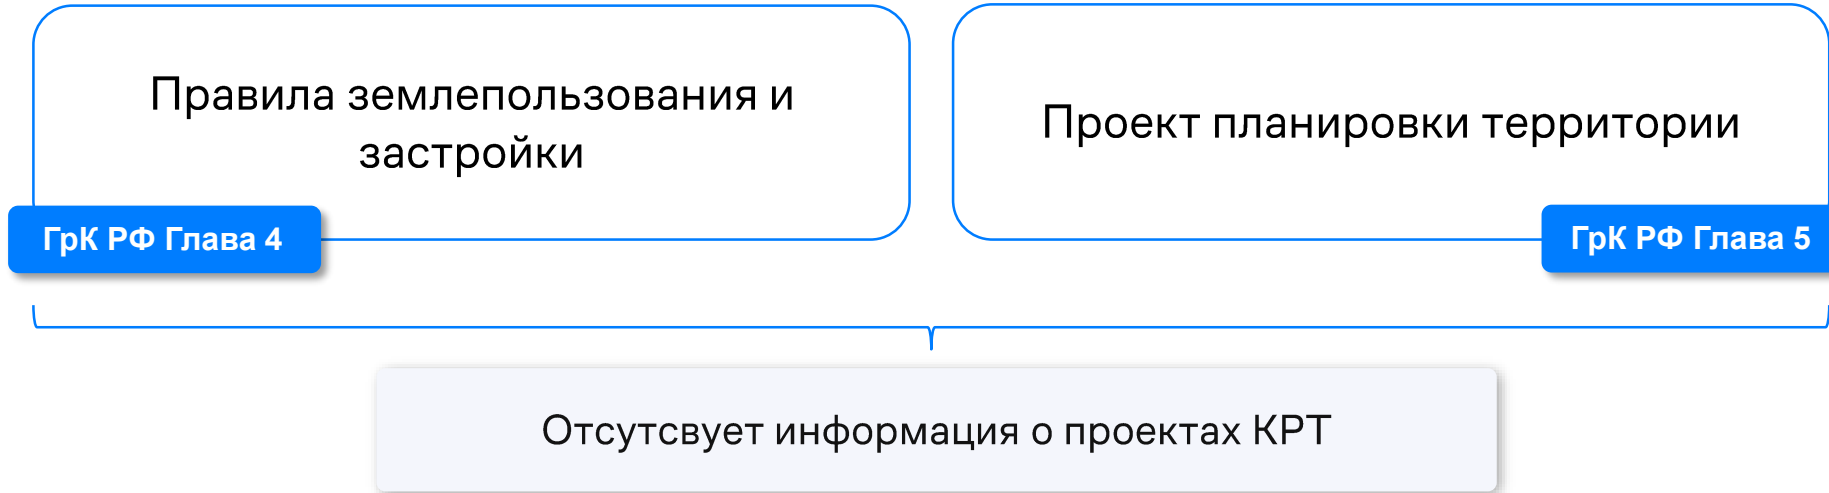 Правила землепользования и
застройки
ГрК РФ Глава 4
Проект планировки территории
ГрК РФ Глава 5
Отсутсвует информация о проектах КРТ